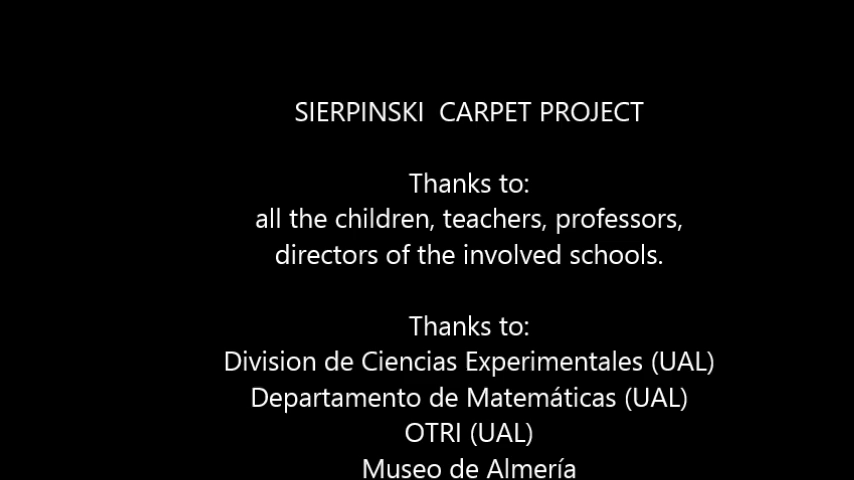 SIERPINSKI  CARPET PROJECT
Thanks to:
all the children, teachers, professors,
directors of the involved schools.
Thanks to:
Division de Ciencias Experimentales (UAL)
Departamento de Matemáticas (UAL)
OTRI (UAL)
Museo de Almería